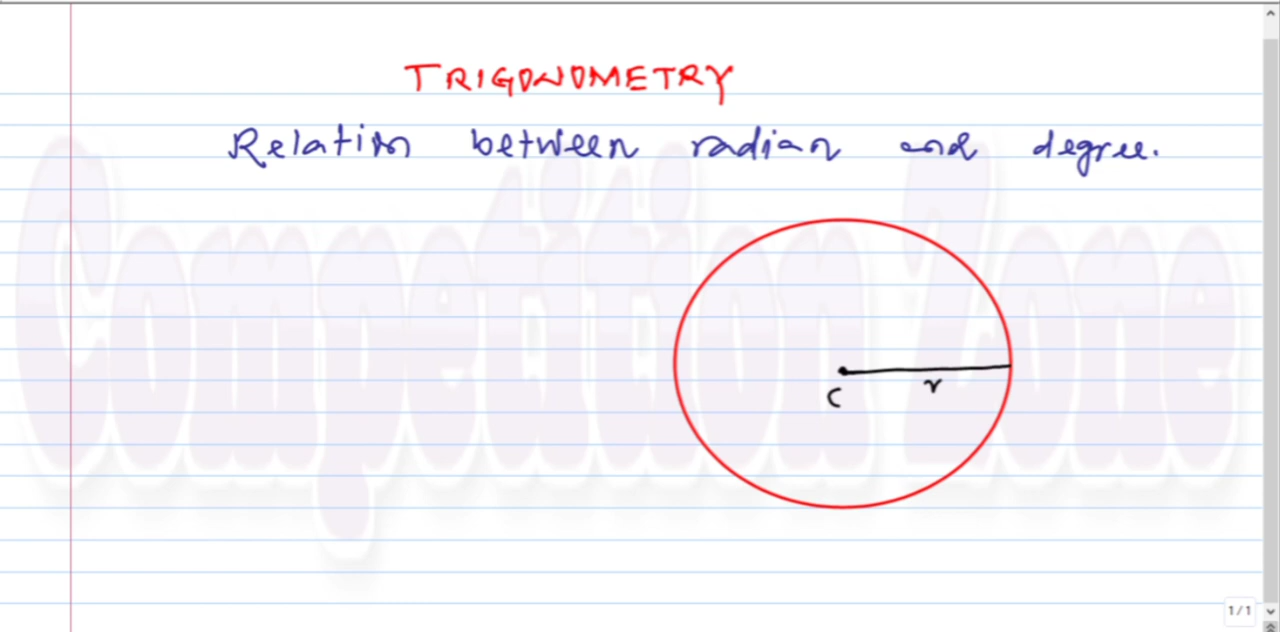 TRIGONOMETRY
Relation between radian and degree.
Competition Zone
C r
1/1